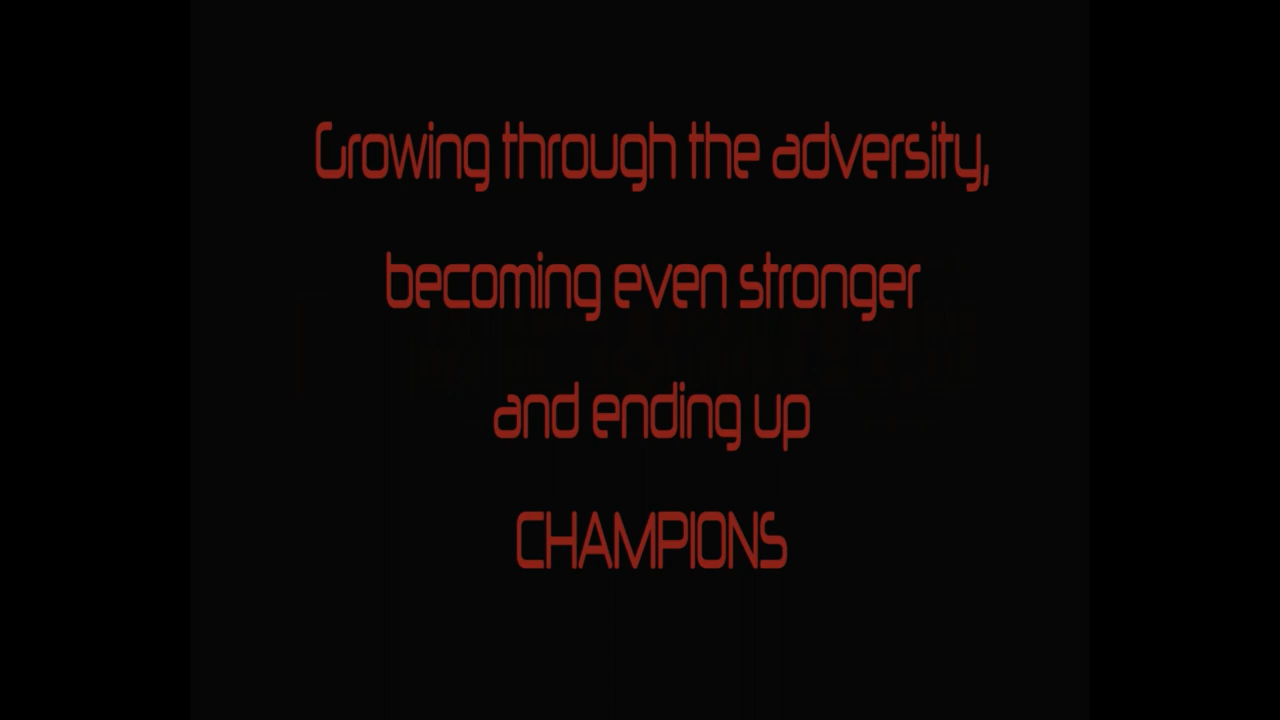 Growing through the adversity,
becoming even stronger
and ending up
CHAMPIONS